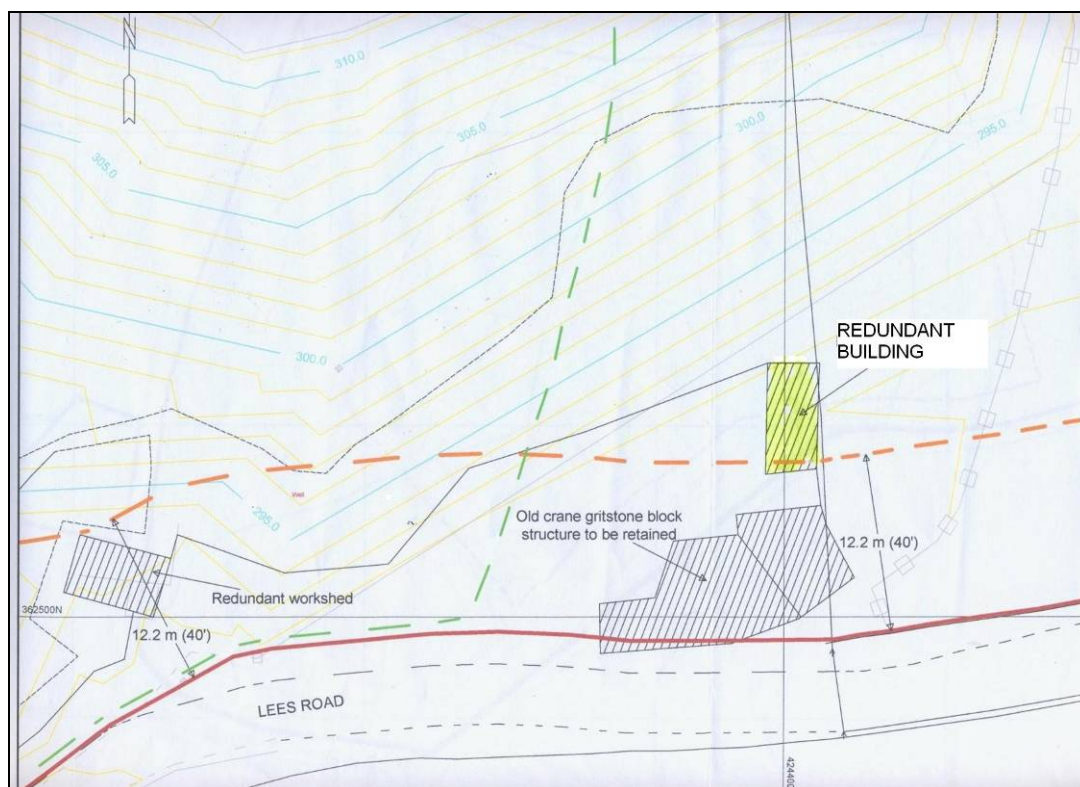 N
310.0
305.0
300.0
295.0
305.0
300.0
REDUNDANT
BUILDING
Well
295.0
Old crane gritstone block
structure to be retained
12.2 m (40')
Redundant workshed
362500N
12.2 m (40')
LEES ROAD
424400